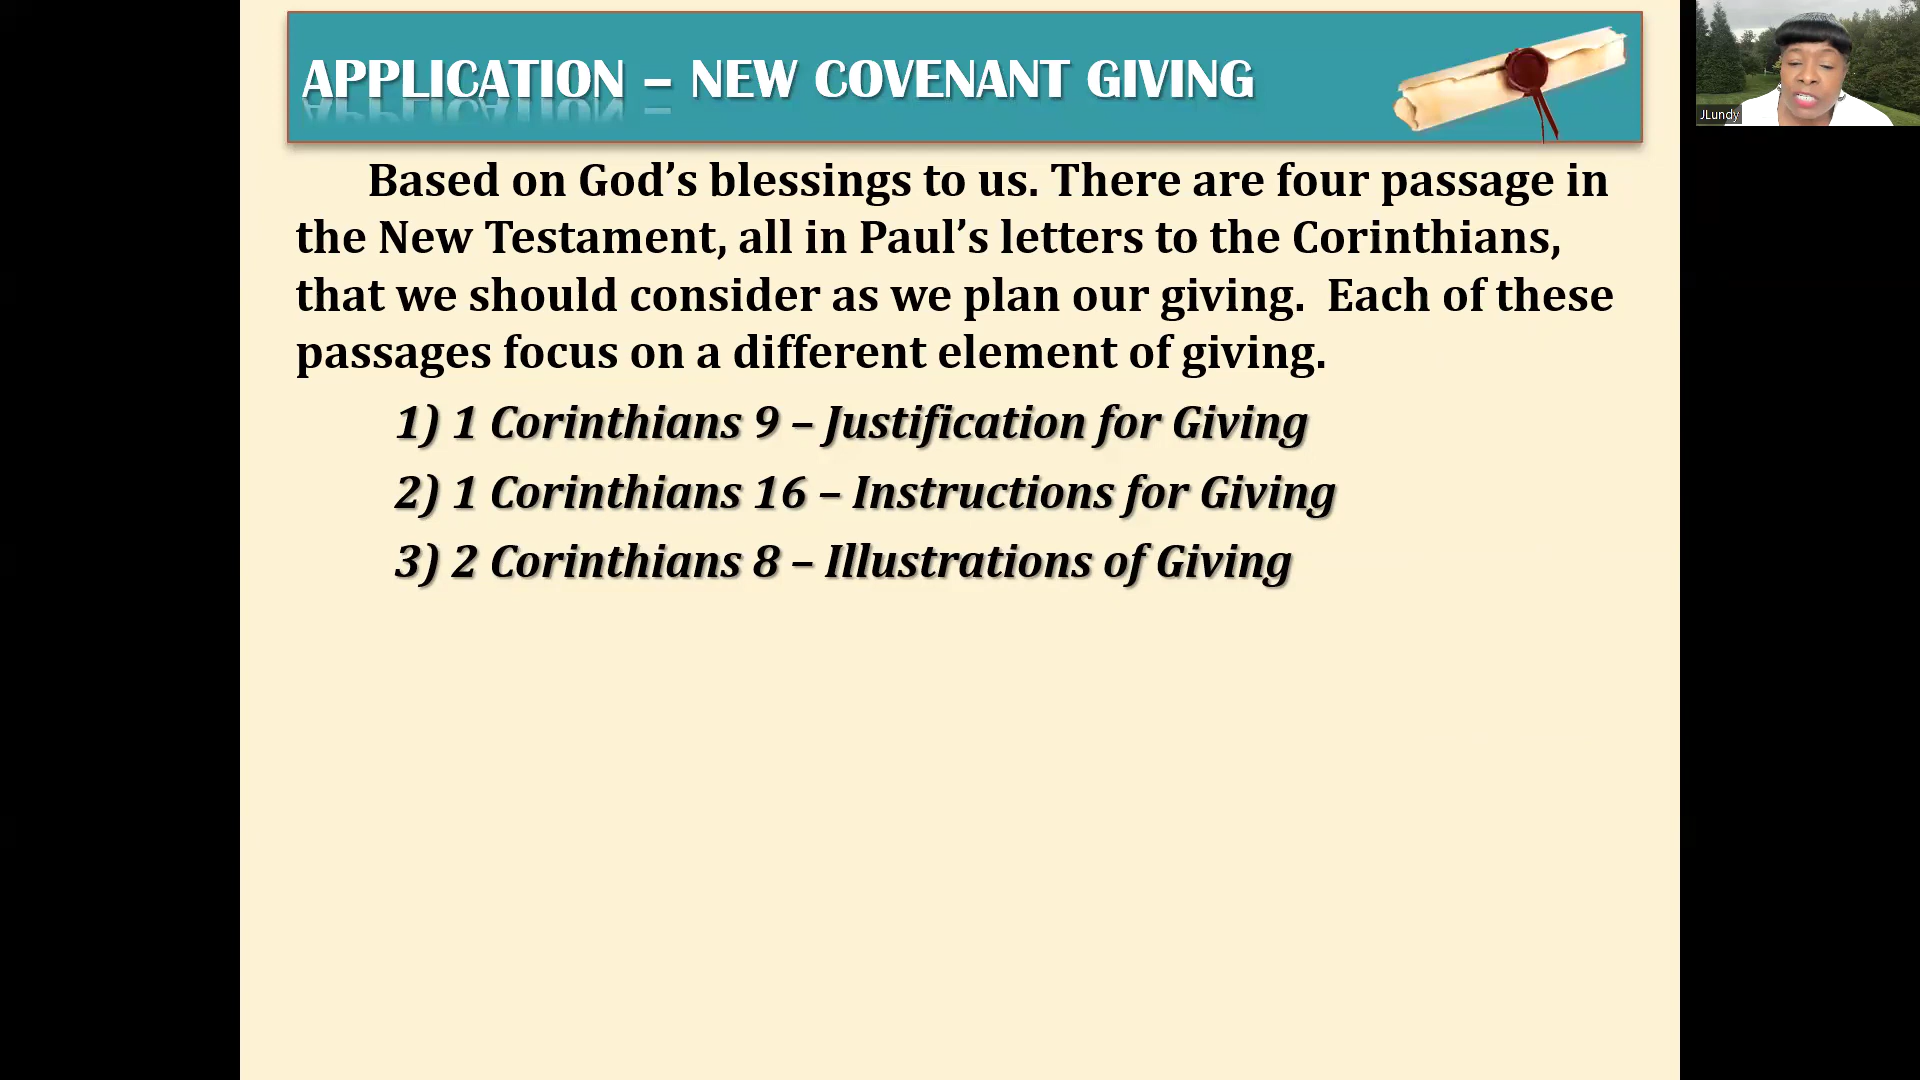 APPLICATION – NEW COVENANT GIVING
JLundy
Based on God’s blessings to us. There are four passage in
the New Testament, all in Paul’s letters to the Corinthians,
that we should consider as we plan our giving.  Each of these
passages focus on a different element of giving.
1) 1 Corinthians 9 – Justification for Giving
2) 1 Corinthians 16 – Instructions for Giving
3) 2 Corinthians 8 – Illustrations of Giving